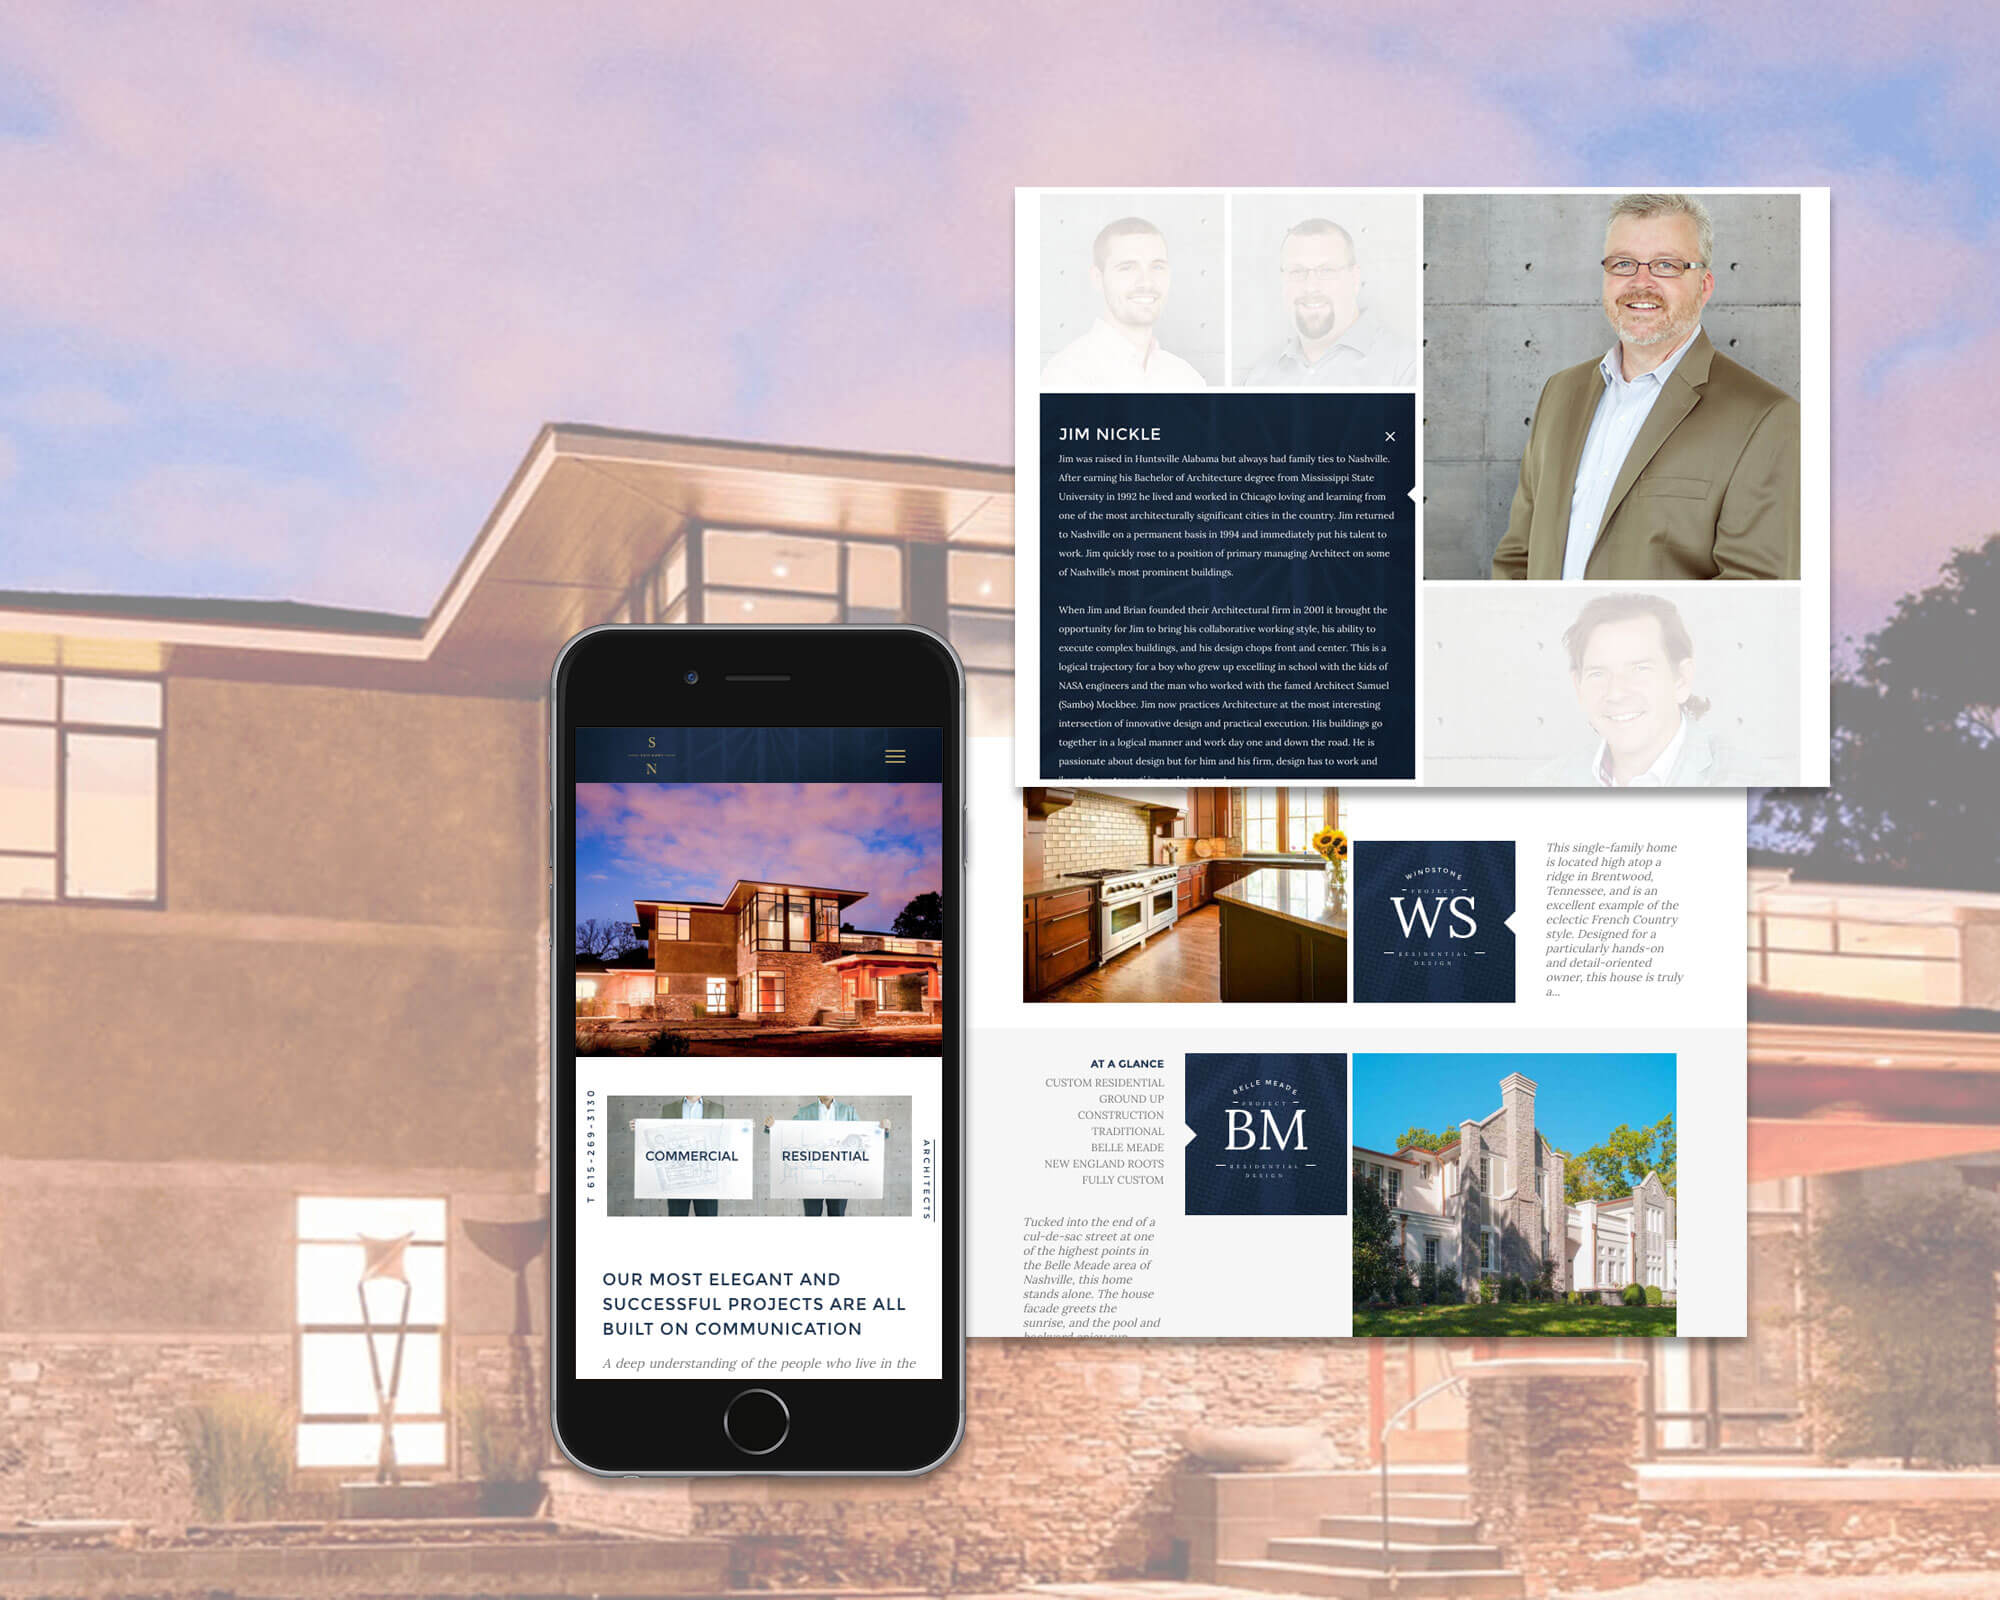 JIM NICKLE
Jim was raised in Huntsville Alabama but always had family ties to Nashville.
After earning his Bachelor of Architecture degree from Mississippi State
University in 1992 he lived and worked in Chicago loving and learning from
one of the most architecturally significant cities in the country. Jim returned
to Nashville on a permanent basis in 1994 and immediately put his talent to
work. Jim quickly rose to a position of primary managing Architect on some
of Nashville's most prominent buildings.
When Jim and Brian founded their Architectural firm in 2001 it brought the
opportunity for Jim to bring his collaborative working style, his ability to
execute complex buildings, and his design chops front and center. This is a
logical trajectory for a boy who grew up excelling in school with the kids of
NASA engineers and the man who worked with the famed Architect Samuel
(Sambo) Mockbee. Jim now practices Architecture at the most interesting
intersection of innovative design and practical execution. His buildings go
together in a logical manner and work day one and down the road. He is
passionate about design but for him and his firm, design has to work and
S
N
T 615-269-3130
COMMERCIAL
RESIDENTIAL
ARCHITECTS
OUR MOST ELEGANT AND
SUCCESSFUL PROJECTS ARE ALL
BUILT ON COMMUNICATION
A deep understanding of the people who live in the
WINDSTONE
PROJECT
WS
RESIDENTIAL
DESIGN
This single-family home
is located high atop a
ridge in Brentwood,
Tennessee, and is an
excellent example of the
eclectic French Country
style. Designed for a
particularly hands-on
and detail-oriented
owner, this house is truly
a...
AT A GLANCE
CUSTOM RESIDENTIAL
GROUND UP
CONSTRUCTION
TRADITIONAL
BELLE MEADE
NEW ENGLAND ROOTS
FULLY CUSTOM
Tucked into the end of a
cul-de-sac street at one
of the highest points in
the Belle Meade area of
Nashville, this home
stands alone. The house
facade greets the
sunrise, and the pool and
BELLE MEADE
PROJECT
BM
RESIDENTIAL
DESIGN